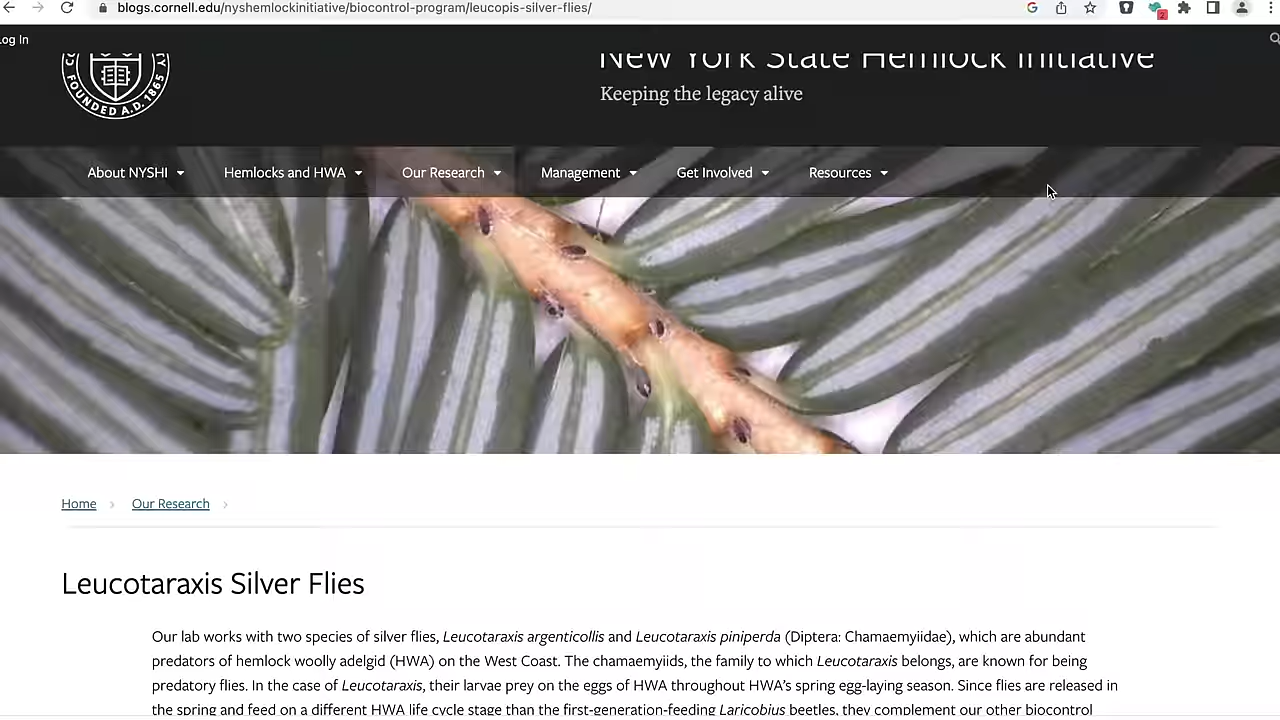 blogs.cornell.edu/nyshemlockinitiative/biocontrol-program/leucopis-silver-flies/
2
Log In
FOUNDED A.D. 1865
New York State Hemlock Initiative
Keeping the legacy alive
About NYSHI Hemlocks and HWA Our Research Management Get Involved Resources
Home > Our Research >
Leucotaraxis Silver Flies
Our lab works with two species of silver flies, Leucotaraxis argenticollis and Leucotaraxis piniperda (Diptera: Chamaemyiidae), which are abundant
predators of hemlock woolly adelgid (HWA) on the West Coast. The chamaemyiids, the family to which Leucotaraxis belongs, are known for being
predatory flies. In the case of Leucotaraxis, their larvae prey on the eggs of HWA throughout HWA's spring egg-laying season. Since flies are released in
the spring and feed on a different HWA life cycle stage than the first-generation-feeding Laricobius beetles, they complement our other biocontrol